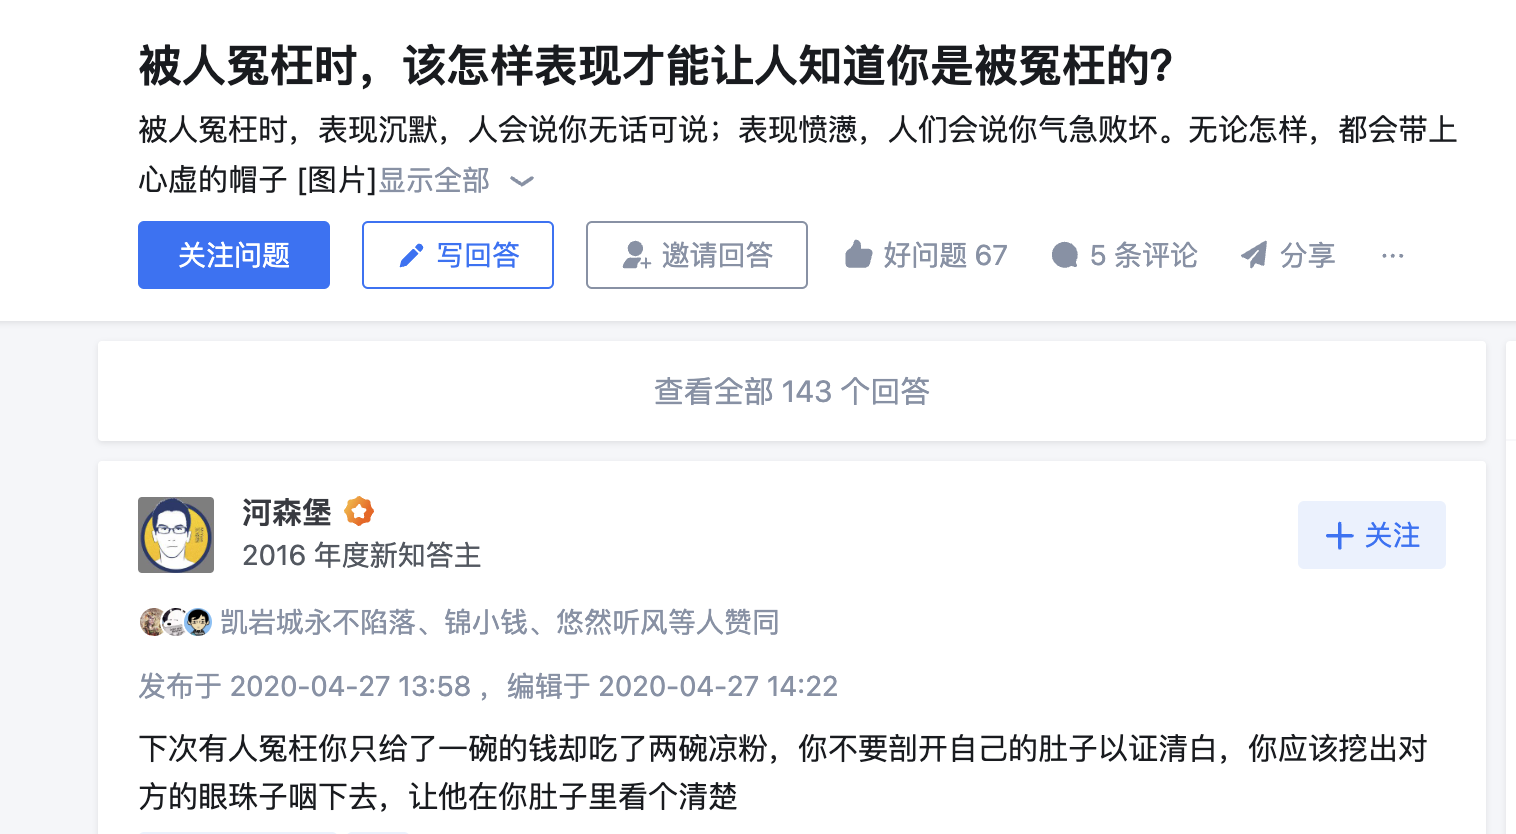 被人冤枉时，该怎样表现才能让人知道你是被冤枉的?
被人冤枉时，表现沉默，人会说你无话可说；表现愤懑，人们会说你气急败坏。无论怎样，都会带上
心虚的帽子 [图片]显示全部
关注问题
写回答
邀请回答
好问题 67
5 条评论
分享
···
查看全部 143 个回答
河森堡
2016 年度新知答主
关注
凯岩城永不陷落、锦小钱、悠然听风等人赞同
发布于 2020-04-27 13:58 ，编辑于 2020-04-27 14:22
下次有人冤枉你只给了一碗的钱却吃了两碗凉粉，你不要剖开自己的肚子以证清白，你应该挖出对
方的眼珠子咽下去，让他在你肚子里看个清楚